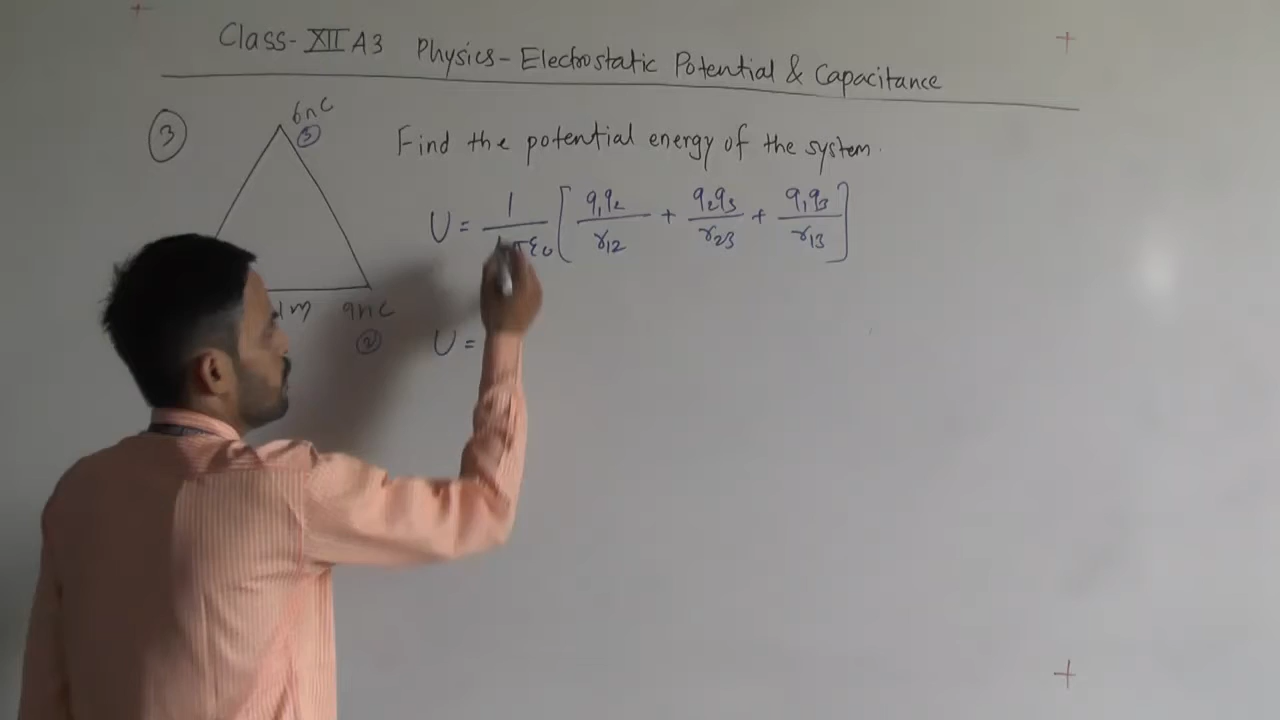 Class-XII A3 Physics-Electrostatic Potential & Capacitance
③ 6nC
③
Find the potential energy of the system.
U = 1/4πε₀ [ q₁q₂/r₁₂ + q₂q₃/r₂₃ + q₁q₃/r₁₃ ]
1m 9nC
②
U =